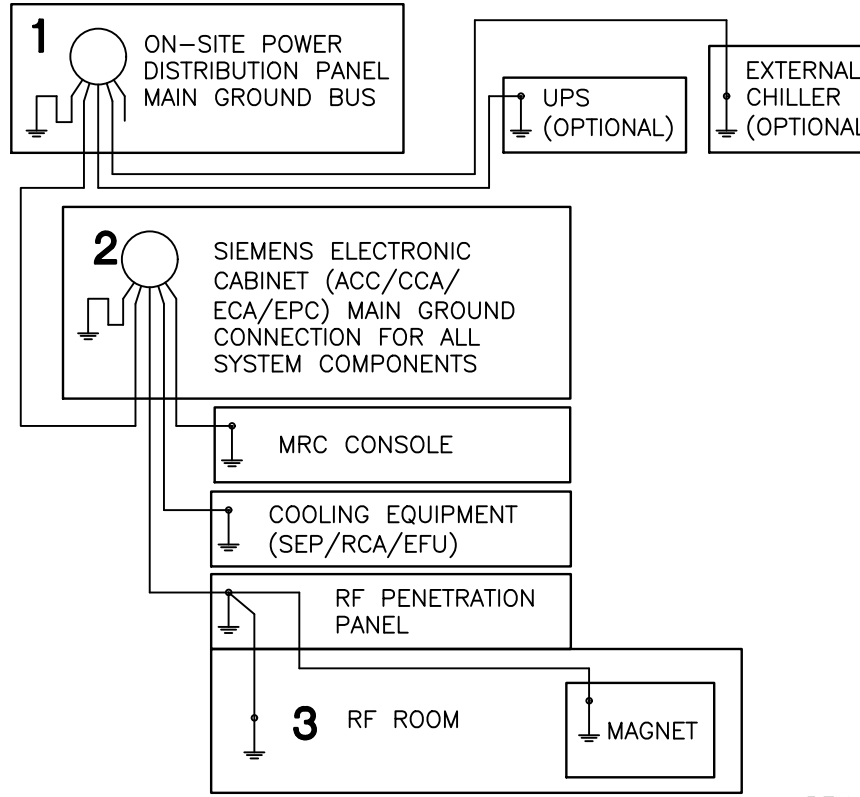 1
ON-SITE POWER
DISTRIBUTION PANEL
MAIN GROUND BUS
UPS
(OPTIONAL)
EXTERNAL
CHILLER
(OPTIONAL
2
SIEMENS ELECTRONIC
CABINET (ACC/CCA/
ECA/EPC) MAIN GROUND
CONNECTION FOR ALL
SYSTEM COMPONENTS
MRC CONSOLE
COOLING EQUIPMENT
(SEP/RCA/EFU)
RF PENETRATION
PANEL
3
RF ROOM
MAGNET